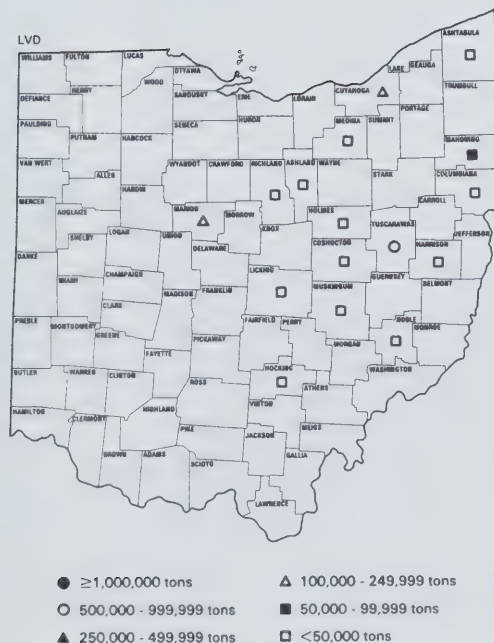 LVD
ASHTABULA
WILLIAMS FULTON LUCAS OTTAWA LAKE GEAUGA
WOOD CUYAHOGA TRUMBULL
DEFIANCE HENRY SANDUSKY ERIE LORAIN PORTAGE
HURON MEDINA SUMMIT MAHONING
PAULDING PUTNAM HANCOCK SENECA
VAN WERT ALLEN WYANDOT CRAWFORD RICHLAND ASHLAND WAYNE STARK COLUMBIANA
HARDIN CARROLL
MERCER AUGLAIZE MARION MORROW HOLMES TUSCARAWAS JEFFERSON
SHELBY LOGAN UNION KNOX COSHOCTON HARRISON
DARKE DELAWARE LICKING GUERNSEY
MIAMI CHAMPAIGN MADISON FRANKLIN MUSKINGUM BELMONT
CLARK NOBLE
PREBLE MONTGOMERY GREENE PICKAWAY FAIRFIELD PERRY MORGAN MONROE
FAYETTE WASHINGTON
BUTLER WARREN CLINTON ROSS HOCKING ATHENS
VINTON
HAMILTON CLERMONT HIGHLAND PIKE JACKSON MEIGS
BROWN ADAMS SCIOTO GALLIA
LAWRENCE
≥1,000,000 tons
100,000 - 249,999 tons
500,000 - 999,999 tons
50,000 - 99,999 tons
250,000 - 499,999 tons
<50,000 tons